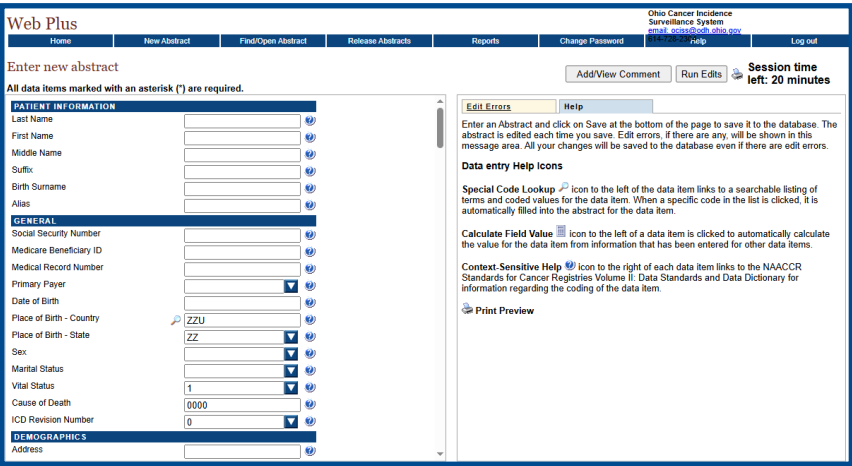 Web Plus
Ohio Cancer Incidence
Surveillance System
email: ociss@odh.ohio.gov
Home New Abstract Find/Open Abstract Release Abstracts Reports Change Password Help Log out
Enter new abstract
Add/View Comment Run Edits Session time
left: 20 minutes
All data items marked with an asterisk (*) are required.
PATIENT INFORMATION
Last Name
First Name
Middle Name
Suffix
Birth Surname
Alias
GENERAL
Social Security Number
Medicare Beneficiary ID
Medical Record Number
Primary Payer
Date of Birth
Place of Birth - Country ZZU
Place of Birth - State ZZ
Sex
Marital Status
Vital Status 1
Cause of Death 0000
ICD Revision Number 0
DEMOGRAPHICS
Address
Edit Errors Help
Enter an Abstract and click on Save at the bottom of the page to save it to the database. The
abstract is edited each time you save. Edit errors, if there are any, will be shown in this
message area. All your changes will be saved to the database even if there are edit errors.
Data entry Help Icons
Special Code Lookup icon to the left of the data item links to a searchable listing of
terms and coded values for the data item. When a specific code in the list is clicked, it is
automatically filled into the abstract for the data item.
Calculate Field Value icon to the left of a data item is clicked to automatically calculate
the value for the data item from information that has been entered for other data items.
Context-Sensitive Help icon to the right of each data item links to the NAACCR
Standards for Cancer Registries Volume II: Data Standards and Data Dictionary for
information regarding the coding of the data item.
Print Preview